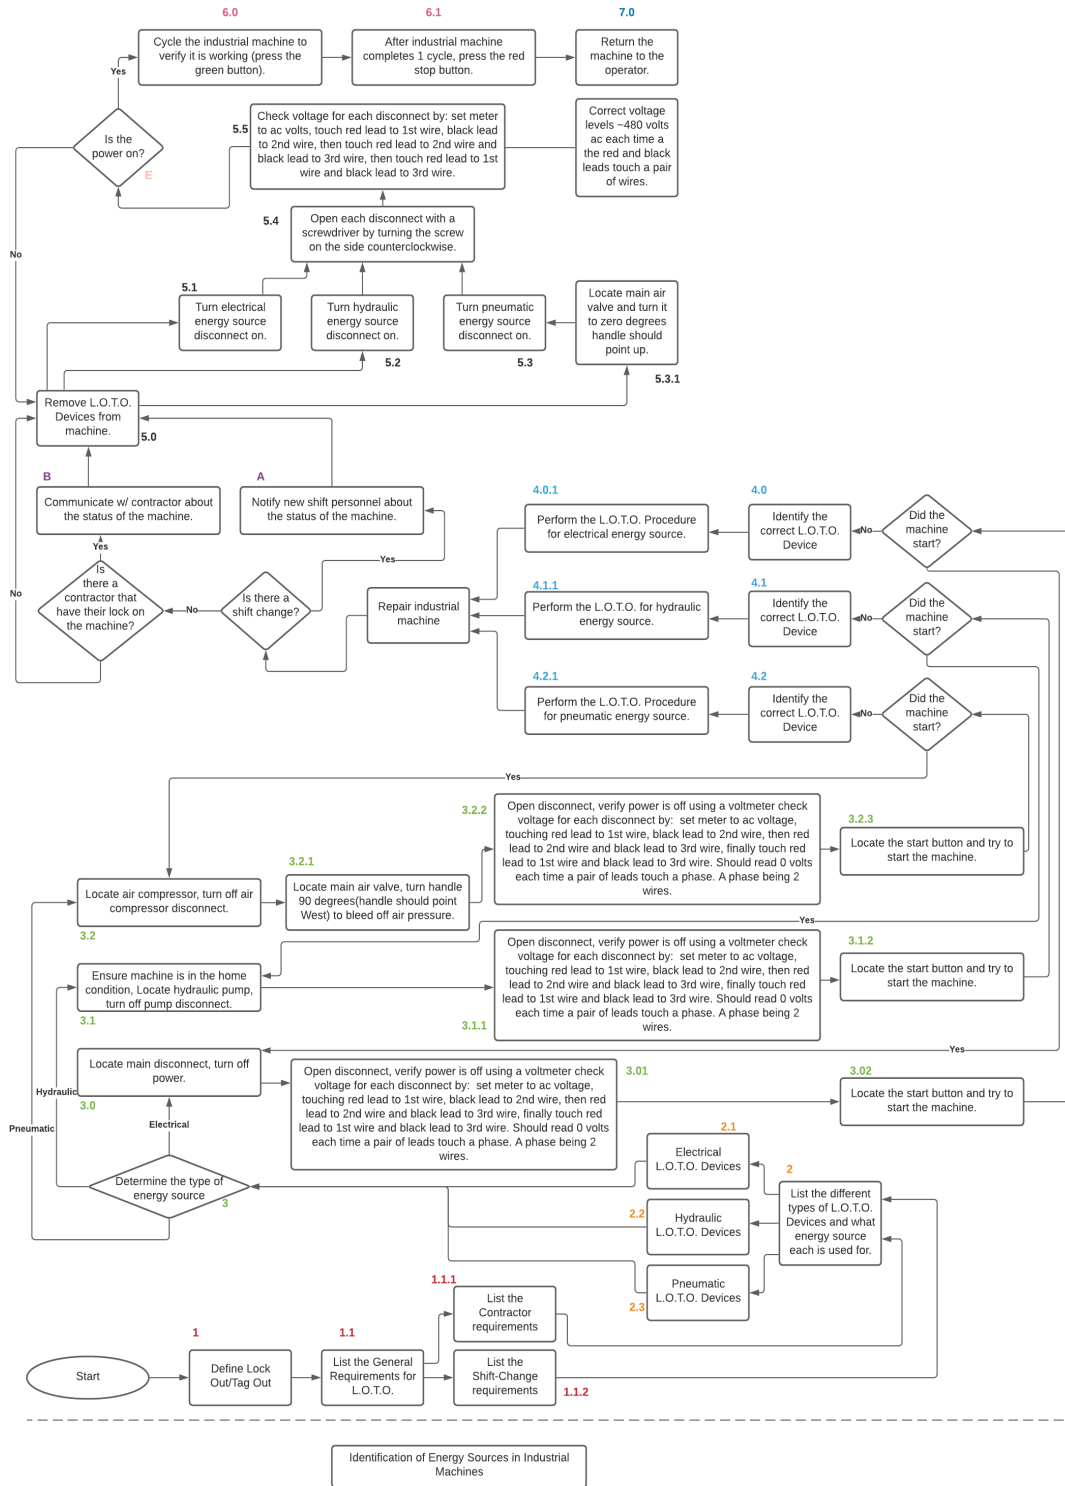 6.0
6.1
7.0
Cycle the industrial machine to
verify it is working (press the
green button).
After industrial machine
completes 1 cycle, press the red
stop button.
Return the
machine to the
operator.
Yes
Is the
power on?
E
5.5
Check voltage for each disconnect by: set meter
to ac volts, touch red lead to 1st wire, black lead
to 2nd wire, then touch red lead to 2nd wire and
black lead to 3rd wire, then touch red lead to 1st
wire and black lead to 3rd wire.
Correct voltage
levels ~480 volts
ac each time a
the red and black
leads touch a pair
of wires.
5.4
Open each disconnect with a
screwdriver by turning the screw
on the side counterclockwise.
No
5.1
Turn electrical
energy source
disconnect on.
Turn hydraulic
energy source
disconnect on.
Turn pneumatic
energy source
disconnect on.
Locate main air
valve and turn it
to zero degrees
handle should
point up.
5.2
5.3
5.3.1
Remove L.O.T.O.
Devices from
machine.
5.0
B
A
Communicate w/ contractor about
the status of the machine.
Notify new shift personnel about
the status of the machine.
Yes
Is
there a
contractor that
have their lock on
the machine?
No
No
Is there a
shift change?
Yes
Repair industrial
machine
4.0.1
4.0
Perform the L.O.T.O. Procedure
for electrical energy source.
Identify the
correct L.O.T.O.
Device
No
Did the
machine
start?
4.1.1
4.1
Perform the L.O.T.O. for hydraulic
energy source.
Identify the
correct L.O.T.O.
Device
No
Did the
machine
start?
4.2.1
4.2
Perform the L.O.T.O. Procedure
for pneumatic energy source.
Identify the
correct L.O.T.O.
Device
No
Did the
machine
start?
Yes
3.2.2
Open disconnect, verify power is off using a voltmeter check
voltage for each disconnect by:  set meter to ac voltage,
touching red lead to 1st wire, black lead to 2nd wire, then red
lead to 2nd wire and black lead to 3rd wire, finally touch red
lead to 1st wire and black lead to 3rd wire. Should read 0 volts
each time a pair of leads touch a phase. A phase being 2
wires.
3.2.3
Locate the start button and try to
start the machine.
3.2.1
Locate air compressor, turn off air
compressor disconnect.
Locate main air valve, turn handle
90 degrees(handle should point
West) to bleed off air pressure.
3.2
Yes
Ensure machine is in the home
condition, Locate hydraulic pump,
turn off pump disconnect.
3.1
Open disconnect, verify power is off using a voltmeter check
voltage for each disconnect by:  set meter to ac voltage,
touching red lead to 1st wire, black lead to 2nd wire, then red
lead to 2nd wire and black lead to 3rd wire, finally touch red
lead to 1st wire and black lead to 3rd wire. Should read 0 volts
each time a pair of leads touch a phase. A phase being 2
wires.
3.1.1
3.1.2
Locate the start button and try to
start the machine.
Yes
Locate main disconnect, turn off
power.
3.0
Open disconnect, verify power is off using a voltmeter check
voltage for each disconnect by:  set meter to ac voltage,
touching red lead to 1st wire, black lead to 2nd wire, then red
lead to 2nd wire and black lead to 3rd wire, finally touch red
lead to 1st wire and black lead to 3rd wire. Should read 0 volts
each time a pair of leads touch a phase. A phase being 2
wires.
3.01
3.02
Locate the start button and try to
start the machine.
Hydraulic
Pneumatic
Electrical
Determine the type of
energy source
3
2.1
Electrical
L.O.T.O. Devices
2.2
Hydraulic
L.O.T.O. Devices
2.3
Pneumatic
L.O.T.O. Devices
2
List the different
types of L.O.T.O.
Devices and what
energy source
each is used for.
1.1.1
List the
Contractor
requirements
1
1.1
Start
Define Lock
Out/Tag Out
List the General
Requirements for
L.O.T.O.
List the
Shift-Change
requirements
1.1.2
Identification of Energy Sources in Industrial
Machines